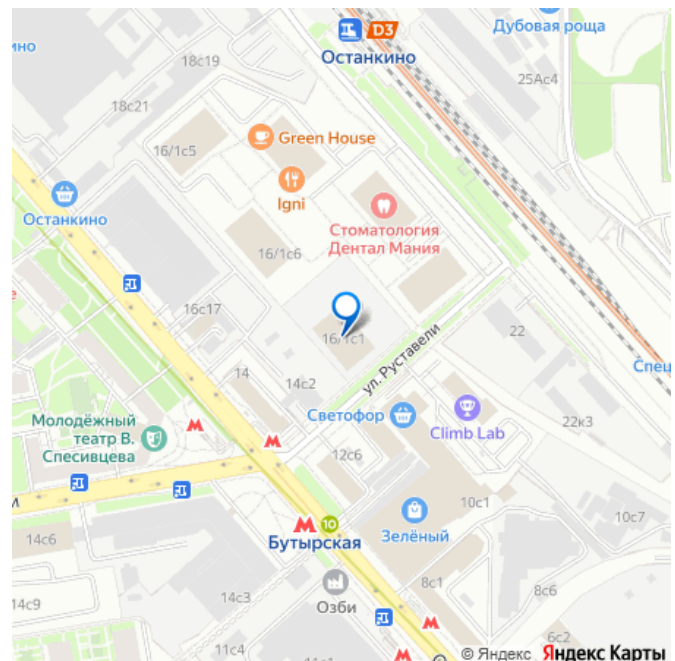 Дубовая роща
D3
Останкино
ино
18с19
25Ас4
18с21
Green House
16/1с5
Igni
Останкино
Стоматология
Дентал Мания
16/1с6
16с17
16/1с1
22
ул. Руставели
Спец
14
14с2
Светофор
Climb Lab
22к3
Молодёжный
театр В.
Спесивцева
12с6
10с1
10с7
М
10
Бутырская
Зелёный
14с6
8с1
8с6
14с3
Озби
14с9
11с4
6с2
© Яндекс Яндекс Карты